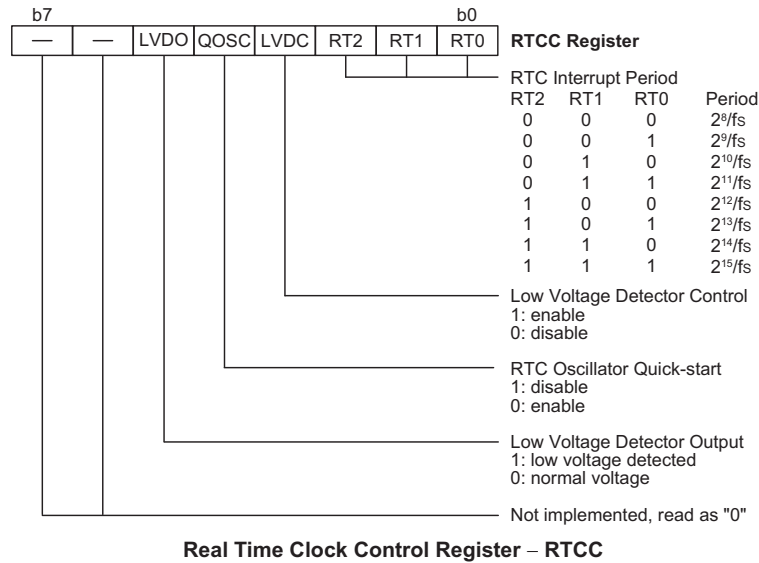 b7 b0
— — LVDO QOSC LVDC RT2 RT1 RT0 RTCC Register
RTC Interrupt Period
RT2 RT1 RT0 Period
0 0 0 2⁸/fs
0 0 1 2⁹/fs
0 1 0 2¹⁰/fs
0 1 1 2¹¹/fs
1 0 0 2¹²/fs
1 0 1 2¹³/fs
1 1 0 2¹⁴/fs
1 1 1 2¹⁵/fs
Low Voltage Detector Control
1: enable
0: disable
RTC Oscillator Quick-start
1: disable
0: enable
Low Voltage Detector Output
1: low voltage detected
0: normal voltage
Not implemented, read as "0"
Real Time Clock Control Register – RTCC